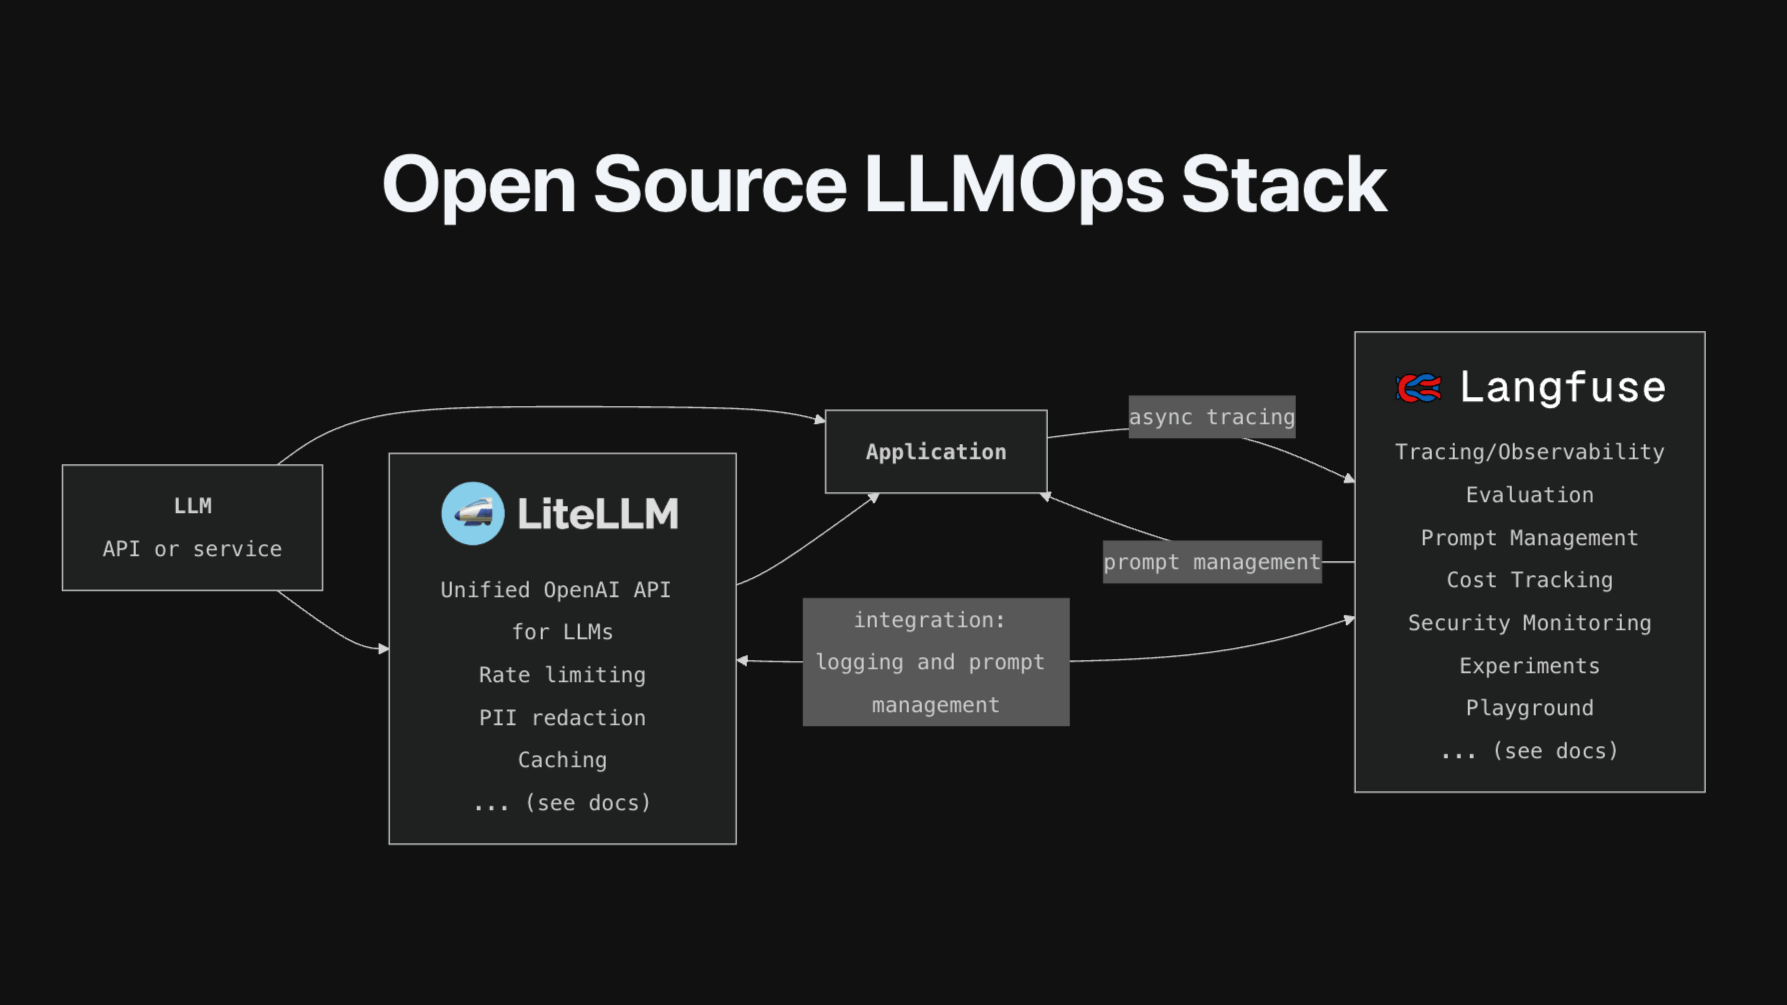 Open Source LLMOps Stack
LLM
API or service
LiteLLM
Unified OpenAI API
for LLMs
Rate limiting
PII redaction
Caching
... (see docs)
Application
async tracing
prompt management
integration:
logging and prompt
management
Langfuse
Tracing/Observability
Evaluation
Prompt Management
Cost Tracking
Security Monitoring
Experiments
Playground
... (see docs)